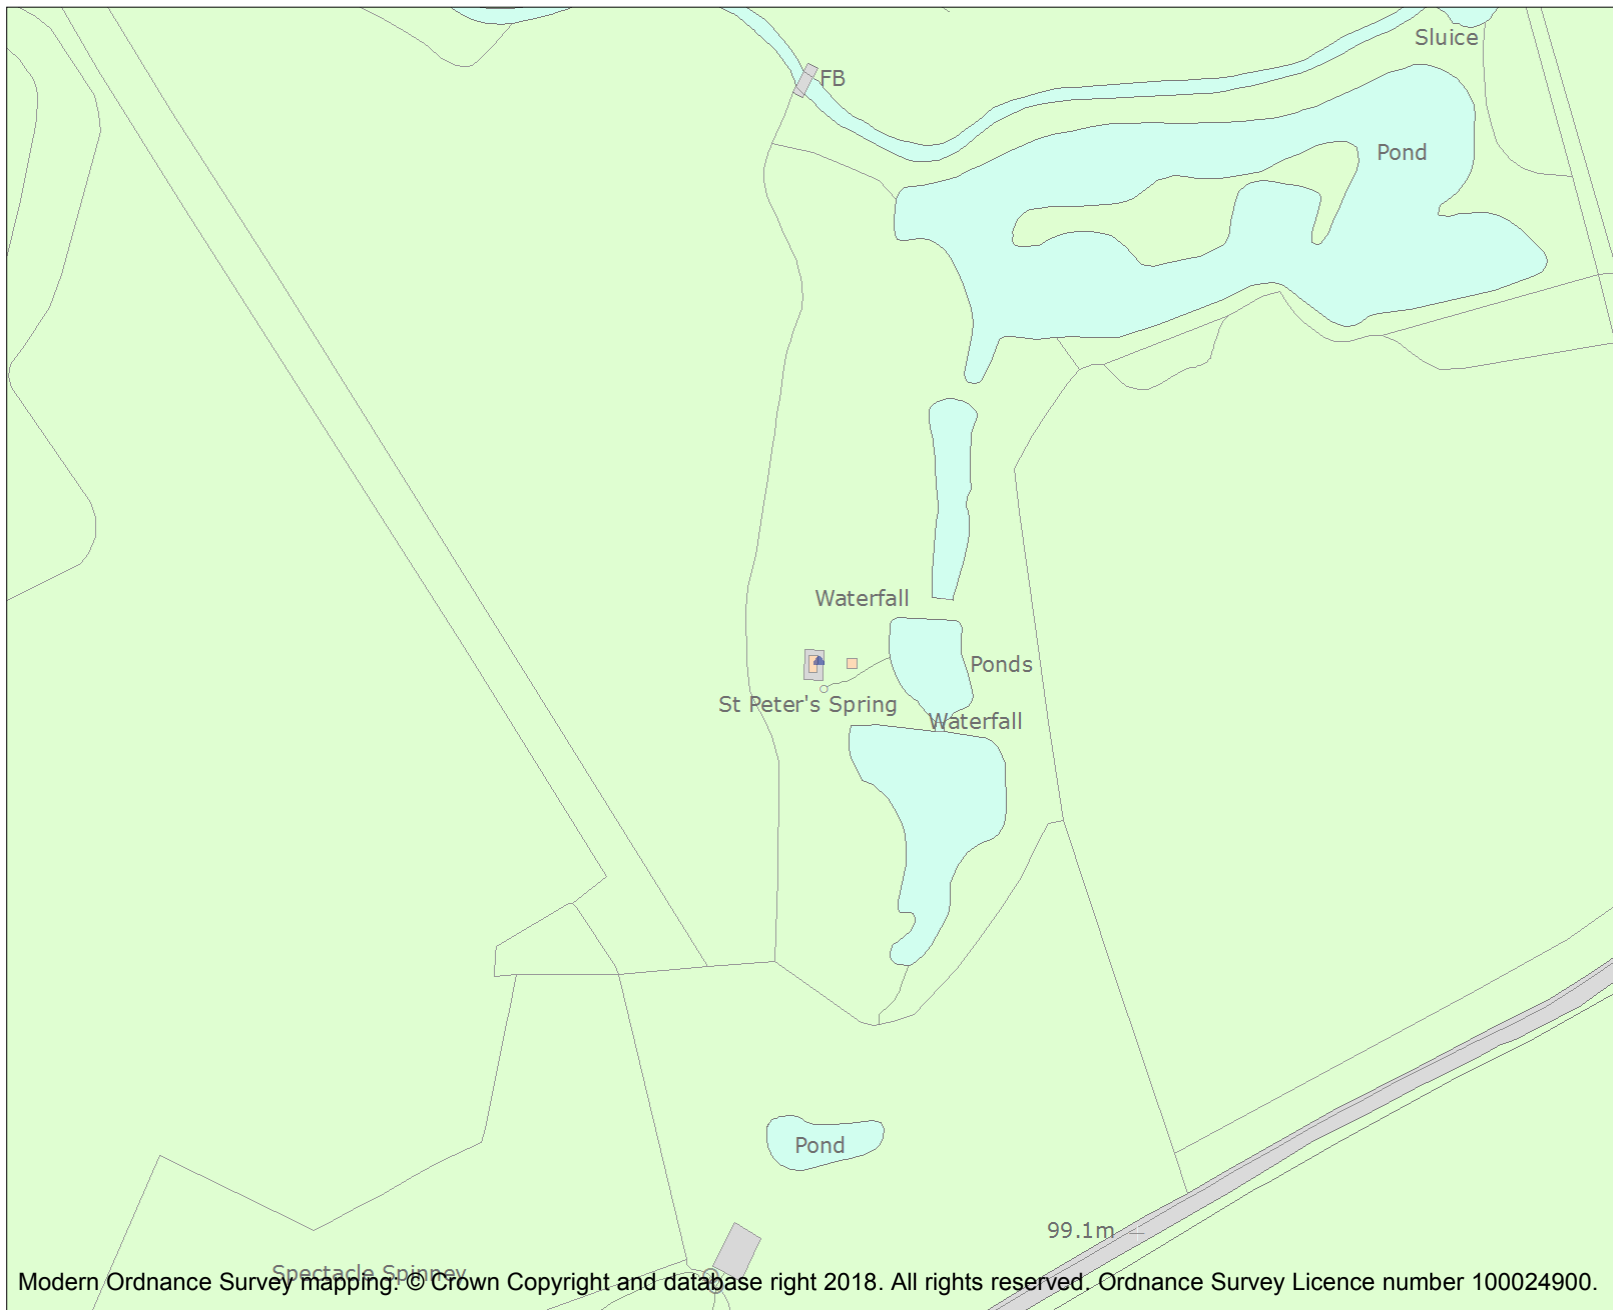 Sluice
FB
Pond
Waterfall
Ponds
St Peter's Spring
Waterfall
Pond
99.1m
Spectacle Spinney
Modern Ordnance Survey mapping: © Crown Copyright and database right 2018. All rights reserved. Ordnance Survey Licence number 100024900.